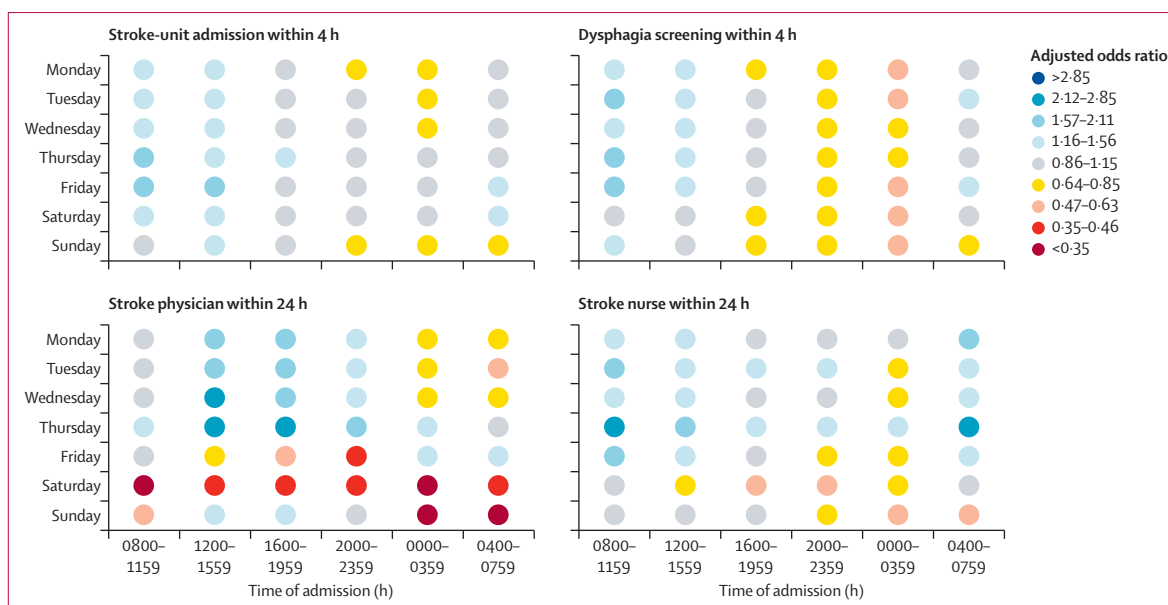 Stroke-unit admission within 4 h
Monday
Tuesday
Wednesday
Thursday
Friday
Saturday
Sunday
Dysphagia screening within 4 h
Adjusted odds ratio
>2·85
2·12–2·85
1·57–2·11
1·16–1·56
0·86–1·15
0·64–0·85
0·47–0·63
0·35–0·46
<0·35
Stroke physician within 24 h
Monday
Tuesday
Wednesday
Thursday
Friday
Saturday
Sunday
0800– 1200– 1600– 2000– 0000– 0400–
1159 1559 1959 2359 0359 0759
Time of admission (h)
Stroke nurse within 24 h
0800– 1200– 1600– 2000– 0000– 0400–
1159 1559 1959 2359 0359 0759
Time of admission (h)